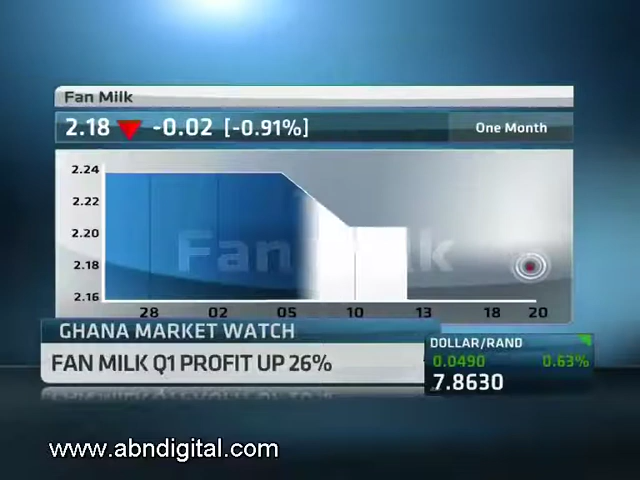 Fan Milk
2.18 -0.02 [-0.91%] One Month
2.24
2.22
2.20
2.18
2.16
Fan Milk
28 02 05 10 13 18 20
GHANA MARKET WATCH
FAN MILK Q1 PROFIT UP 26%
DOLLAR/RAND
0.0490 0.63%
7.8630
www.abndigital.com